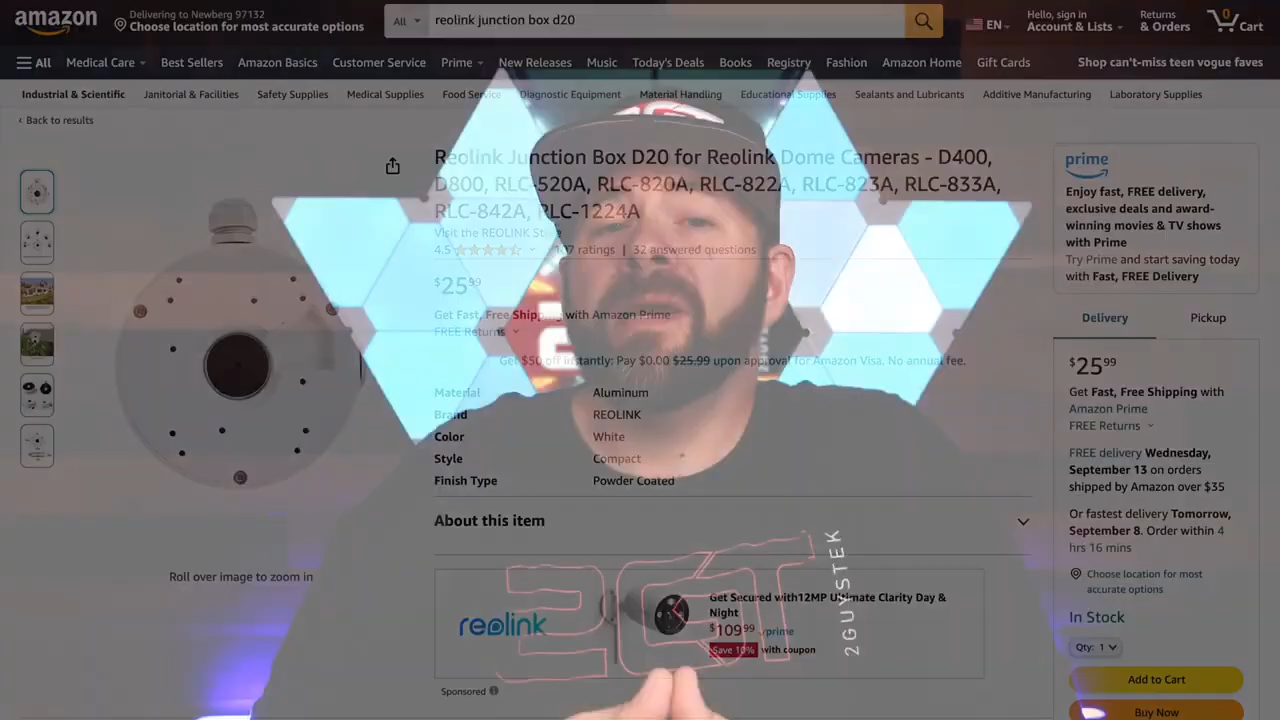 amazon
Delivering to Newberg 97132
Choose location for most accurate options
All
reolink junction box d20
EN
Hello, sign in
Account & Lists
Returns
& Orders
0
Cart
All
Medical Care
Best Sellers
Amazon Basics
Customer Service
Prime
New Releases
Music
Today's Deals
Books
Registry
Fashion
Amazon Home
Gift Cards
Shop can't-miss teen vogue faves
Industrial & Scientific
Janitorial & Facilities
Safety Supplies
Medical Supplies
Food Service
Diagnostic Equipment
Material Handling
Educational Supplies
Sealants and Lubricants
Additive Manufacturing
Laboratory Supplies
‹ Back to results
Roll over image to zoom in
Reolink Junction Box D20 for Reolink Dome Cameras - D400,
D800, RLC-520A, RLC-820A, RLC-822A, RLC-823A, RLC-833A,
RLC-842A, RLC-1224A
Visit the REOLINK
4.5
ratings | 32 answered questions
$2599
Get Fast, Free Shipping with Amazon Prime
FREE Returns
Get $50 off instantly: Pay $0.00 $25.99 upon approval for Amazon Visa. No annual fee.
Material Aluminum
Brand REOLINK
Color White
Style Compact
Finish Type Powder Coated
About this item
reolink
Get Secured with12MP Ultimate Clarity Day &
Night
$10999 prime
Save 10% with coupon
Sponsored
2GUYSTEK
prime
Enjoy fast, FREE delivery,
exclusive deals and award-
winning movies & TV shows
with Prime
Try Prime and start saving today
with Fast, FREE Delivery
Delivery
Pickup
$2599
Get Fast, Free Shipping with
Amazon Prime
FREE Returns
FREE delivery Wednesday,
September 13 on orders
shipped by Amazon over $35
Or fastest delivery Tomorrow,
September 8. Order within 4
hrs 16 mins
Choose location for most
accurate options
In Stock
Qty: 1
Add to Cart
Buy Now